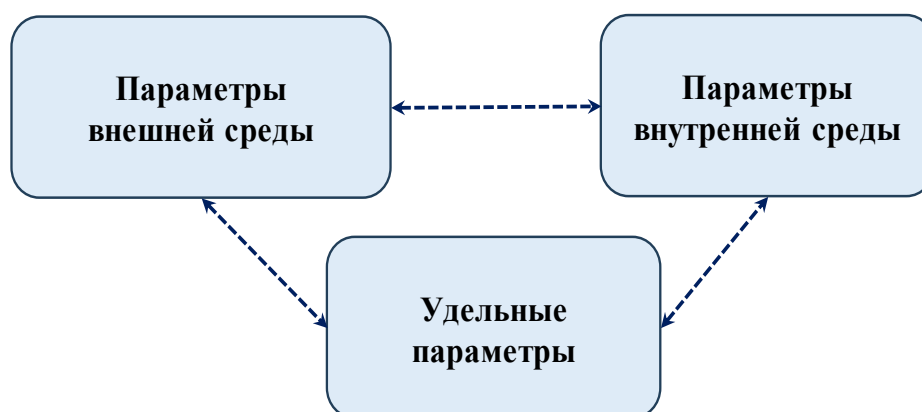 Параметры
внешней среды
Параметры
внутренней среды
Удельные
параметры